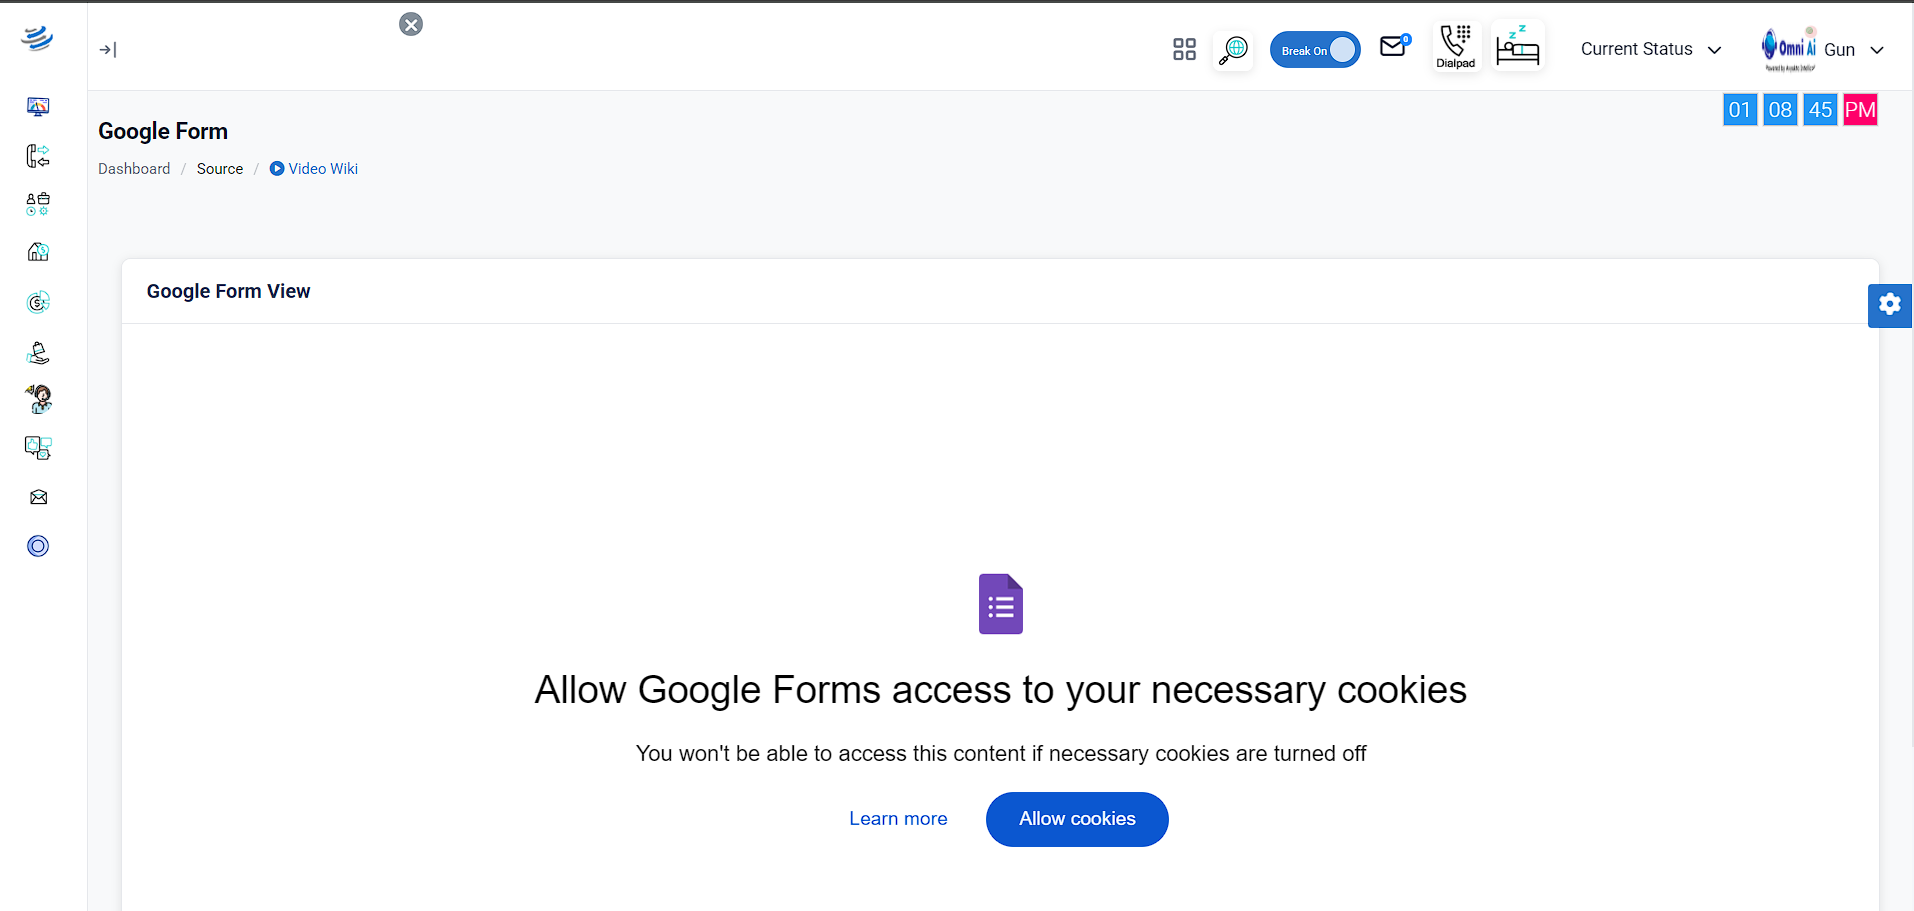 Break On
0
Dialpad
z z
Current Status
Omni Ai
Gun
01 08 45 PM
Google Form
Dashboard / Source / Video Wiki
Google Form View
Allow Google Forms access to your necessary cookies
You won't be able to access this content if necessary cookies are turned off
Learn more
Allow cookies